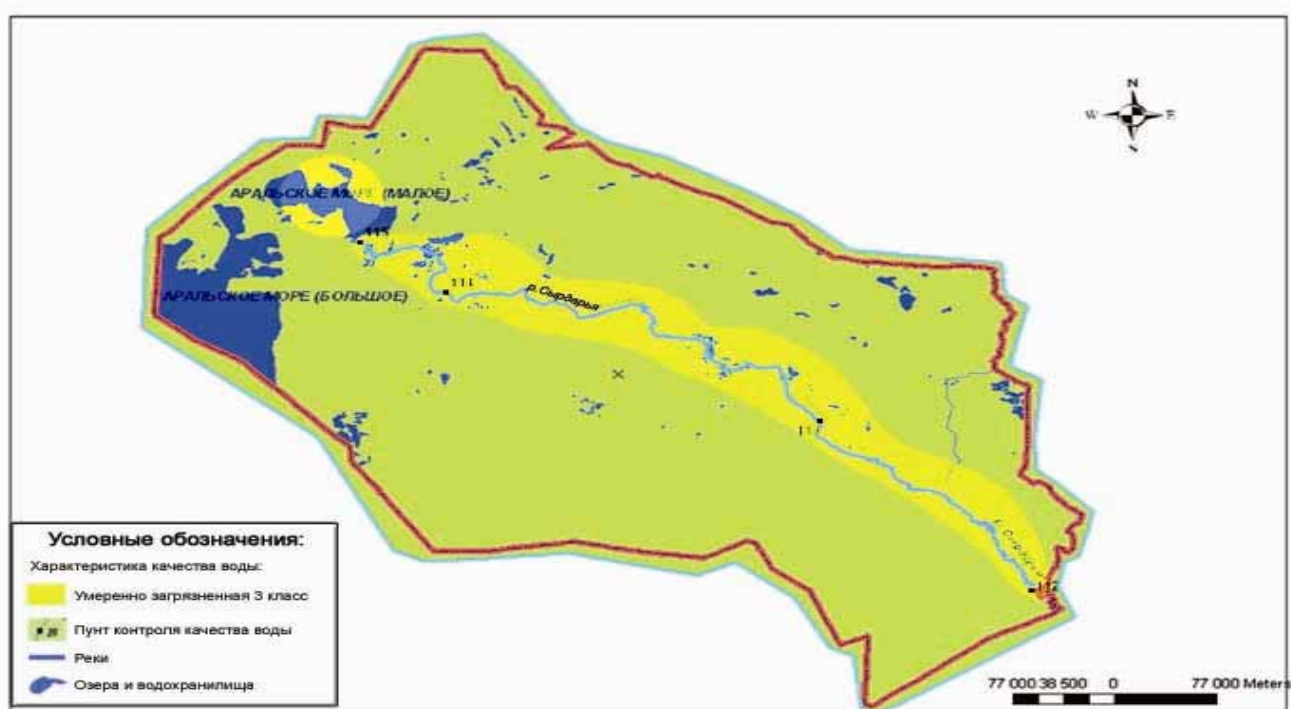 N
W E
S
АРАЛЬСКОЕ МОРЕ (МАЛОЕ)
115
АРАЛЬСКОЕ МОРЕ (БОЛЬШОЕ)
р.Сырдарья
112
Условные обозначения:
Характеристика качества воды:
Умеренно загрязненная 3 класс
Пунт контроля качества воды
Реки
Озера и водохранилища
77 000 38 500 0 77 000 Meters